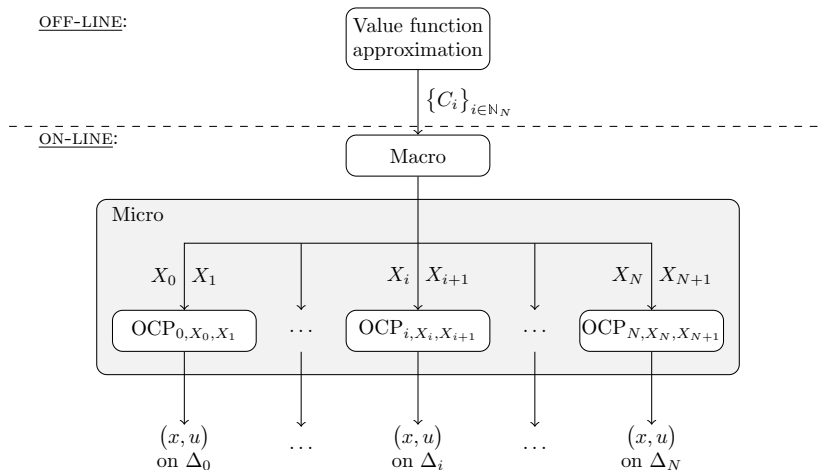 OFF-LINE:
Value function
approximation
{C_i}_{i∈ℕ_N}
ON-LINE:
Macro
Micro
X_0 X_1 X_i X_{i+1} X_N X_{N+1}
OCP_{0,X_0,X_1} ... OCP_{i,X_i,X_{i+1}} ... OCP_{N,X_N,X_{N+1}}
(x, u) ... (x, u) ... (x, u)
on Δ_0 on Δ_i on Δ_N